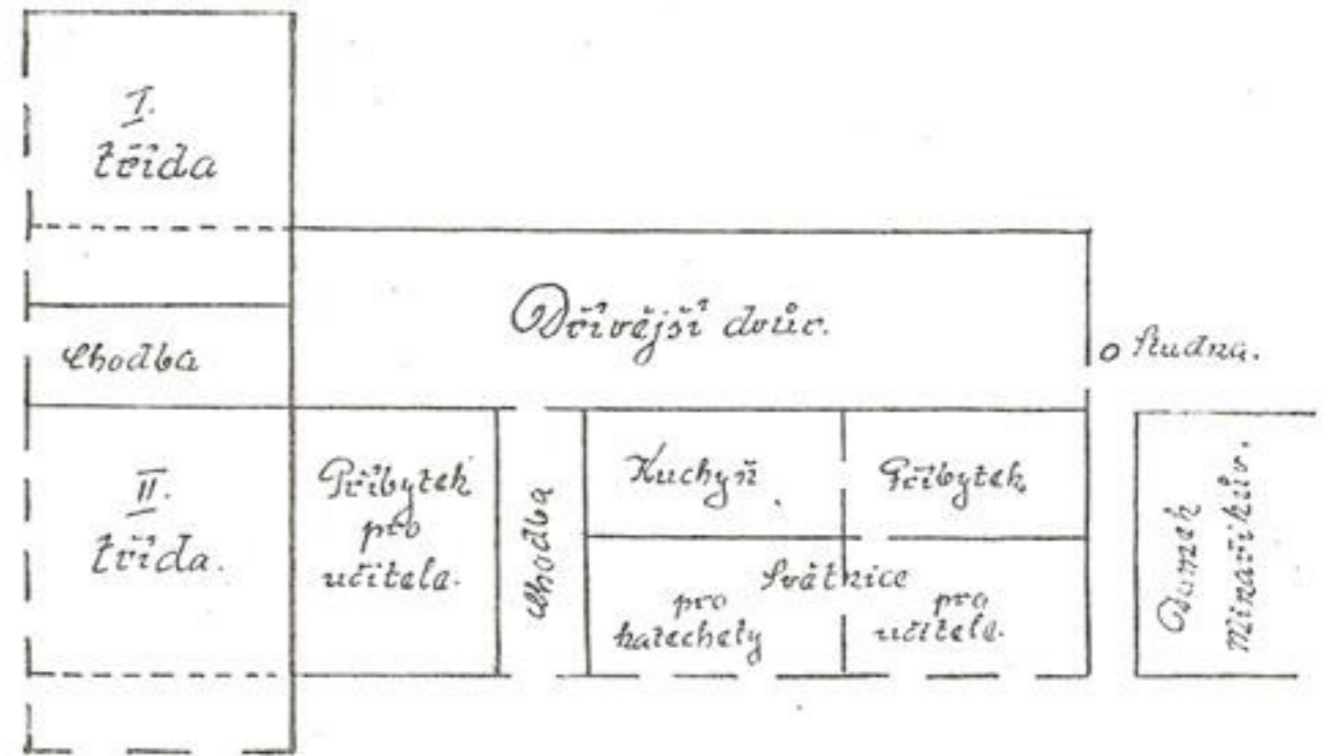 I.
třída
Dřívější dvůr.
Chodba
Studna.
II.
třída.
Příbytek
pro
učitele.
Chodba
Kuchyň
Příbytek
Světnice
pro
katechety
pro
učitele.
Domek
Minaříkův.